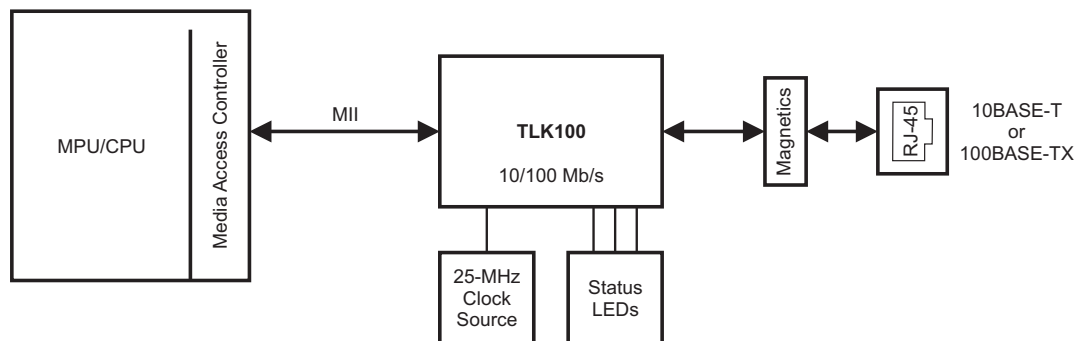 MPU/CPU
Media Access Controller
MII
TLK100
10/100 Mb/s
25-MHz
Clock
Source
Status
LEDs
Magnetics
RJ-45
10BASE-T
or
100BASE-TX